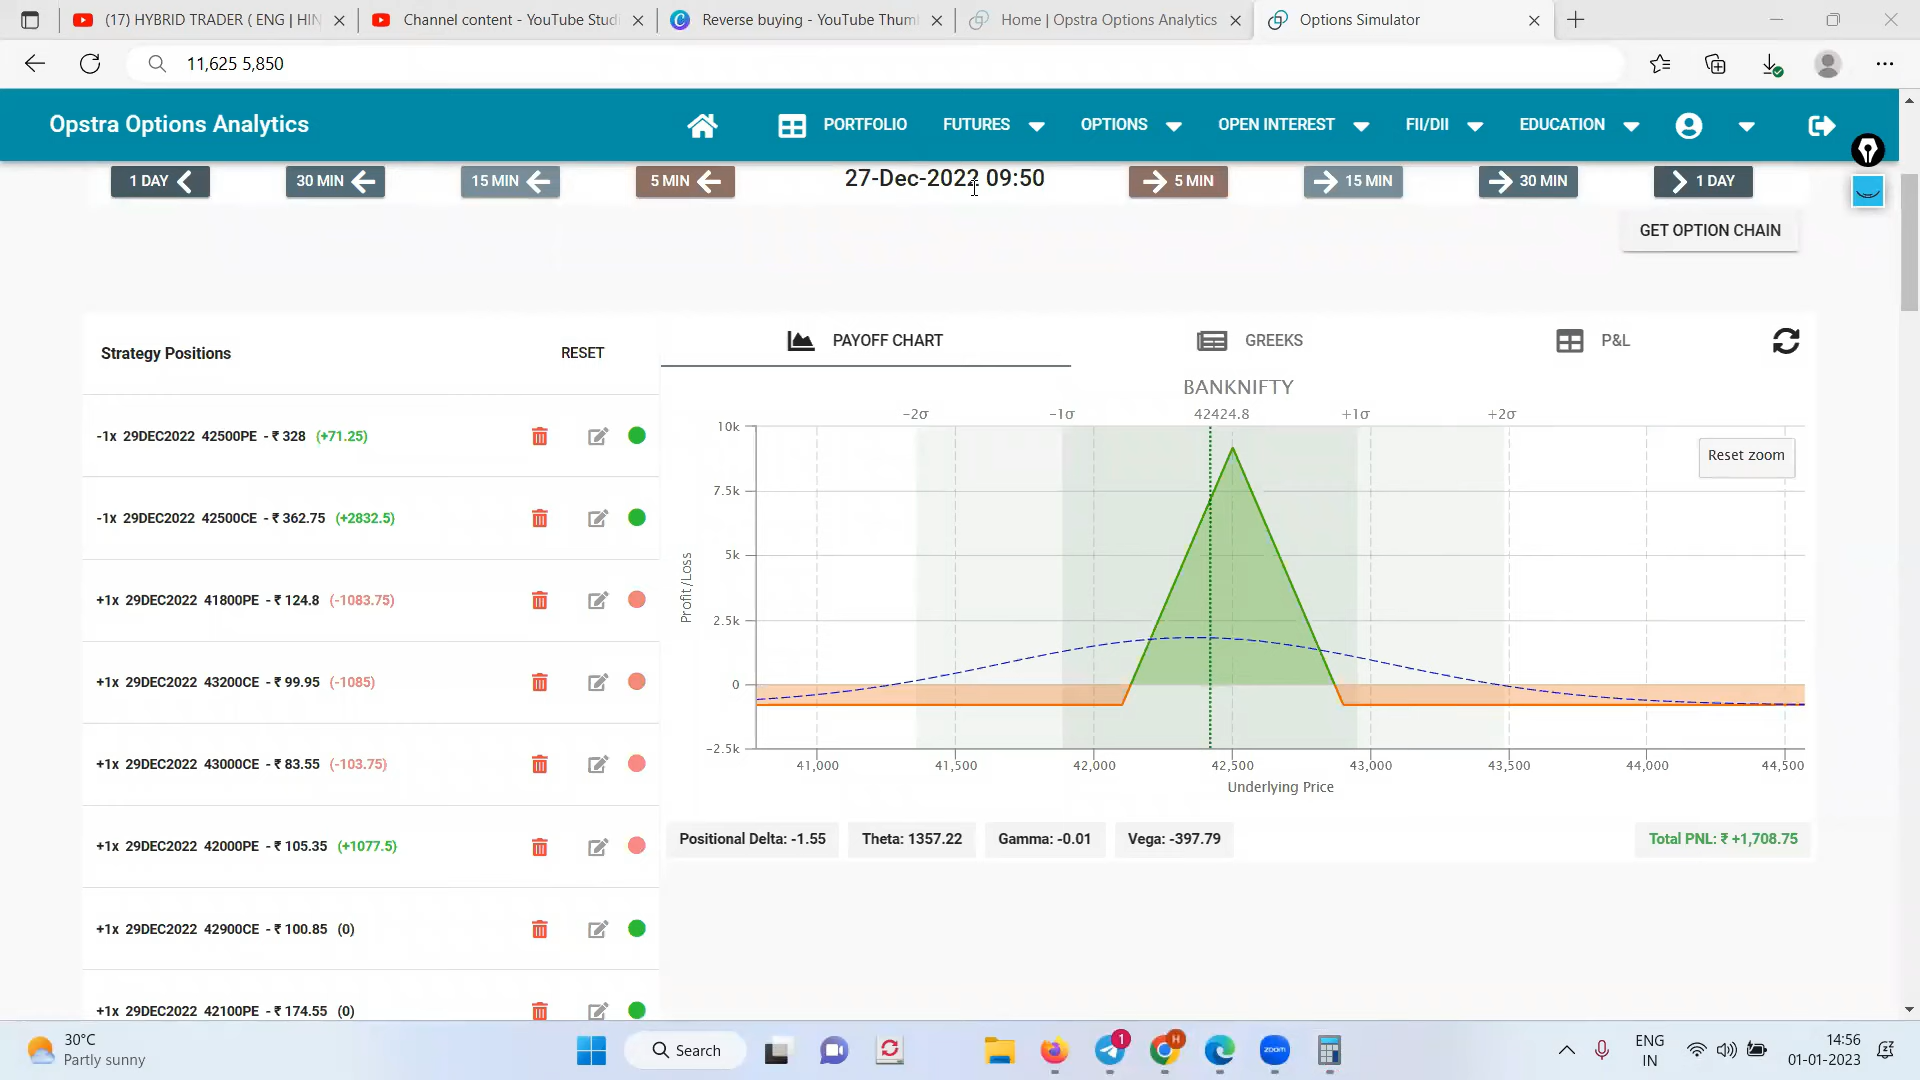 (17) HYBRID TRADER ( ENG | HIN
Channel content - YouTube Studi
Reverse buying - YouTube Thum
Home | Opstra Options Analytics
Options Simulator
11,625 5,850
Opstra Options Analytics
PORTFOLIO
FUTURES
OPTIONS
OPEN INTEREST
FII/DII
EDUCATION
1 DAY
30 MIN
15 MIN
5 MIN
27-Dec-2022 09:50
5 MIN
15 MIN
30 MIN
1 DAY
GET OPTION CHAIN
Strategy Positions
RESET
PAYOFF CHART
GREEKS
P&L
-1x 29DEC2022 42500PE - ₹ 328 (+71.25)
-1x 29DEC2022 42500CE - ₹ 362.75 (+2832.5)
+1x 29DEC2022 41800PE - ₹ 124.8 (-1083.75)
+1x 29DEC2022 43200CE - ₹ 99.95 (-1085)
+1x 29DEC2022 43000CE - ₹ 83.55 (-103.75)
+1x 29DEC2022 42000PE - ₹ 105.35 (+1077.5)
+1x 29DEC2022 42900CE - ₹ 100.85 (0)
+1x 29DEC2022 42100PE - ₹ 174.55 (0)
BANKNIFTY
-2σ
-1σ
42424.8
+1σ
+2σ
Reset zoom
10k
7.5k
5k
2.5k
0
-2.5k
Profit /Loss
41,000
41,500
42,000
42,500
43,000
43,500
44,000
44,500
Underlying Price
Positional Delta: -1.55
Theta: 1357.22
Gamma: -0.01
Vega: -397.79
Total PNL: ₹ +1,708.75
30°C
Partly sunny
Search
1
H
zoom
ENG
IN
14:56
01-01-2023